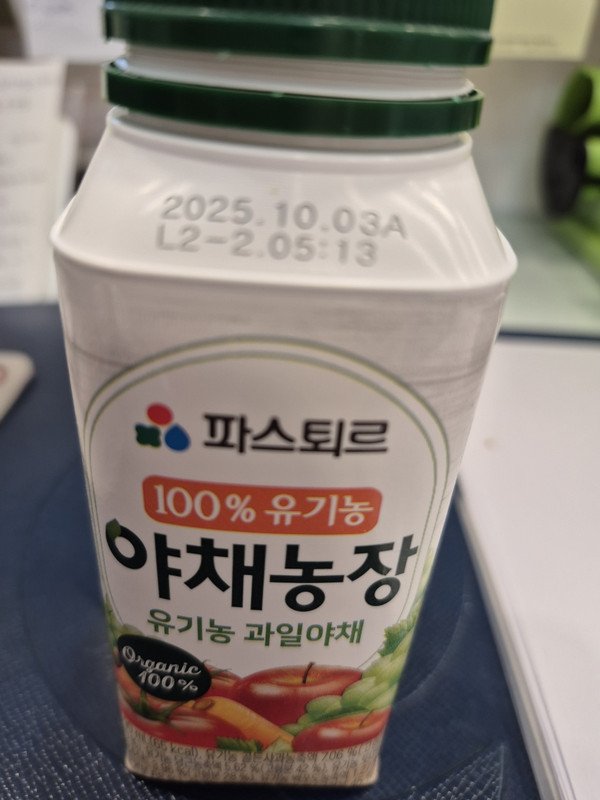 2025.10.03A
L2-2.05:13
파스퇴르
100% 유기농
야채농장
유기농 과일야채
Organic
100%